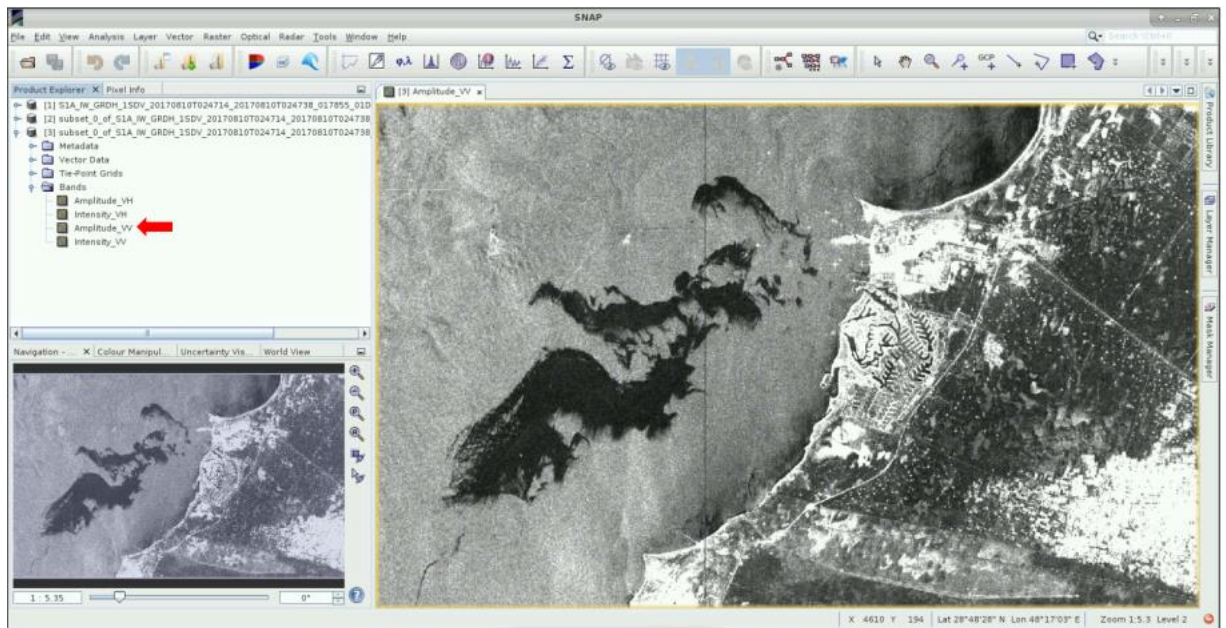 SNAP
File Edit View Analysis Layer Vector Raster Optical Radar Tools Window Help
Search (Ctrl+I)
Product Explorer Pixel Info
[3] Amplitude_VV
[1] S1A_IW_GRDH_1SDV_20170810T024714_20170810T024738_017855_01D
[2] subset_0_of_S1A_IW_GRDH_1SDV_20170810T024714_20170810T024738
[3] subset_0_of_S1A_IW_GRDH_1SDV_20170810T024714_20170810T024738
Metadata
Vector Data
Tie-Point Grids
Bands
Amplitude_VH
Intensity_VH
Amplitude_VV
Intensity_VV
Product Library
Layer Manager
Mask Manager
Navigation - ... Colour Manipul... Uncertainty Vis... World View
1 : 5.35
0°
X 4610 Y 194 Lat 28°48'28" N Lon 48°17'03" E Zoom 1:5.3 Level 2